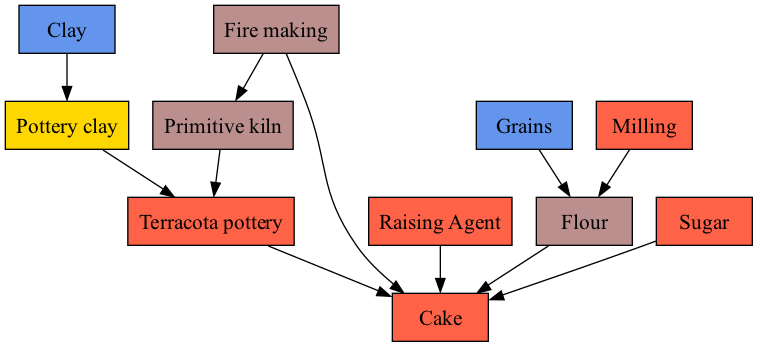 Clay
Fire making
Pottery clay
Primitive kiln
Grains
Milling
Terracota pottery
Raising Agent
Flour
Sugar
Cake